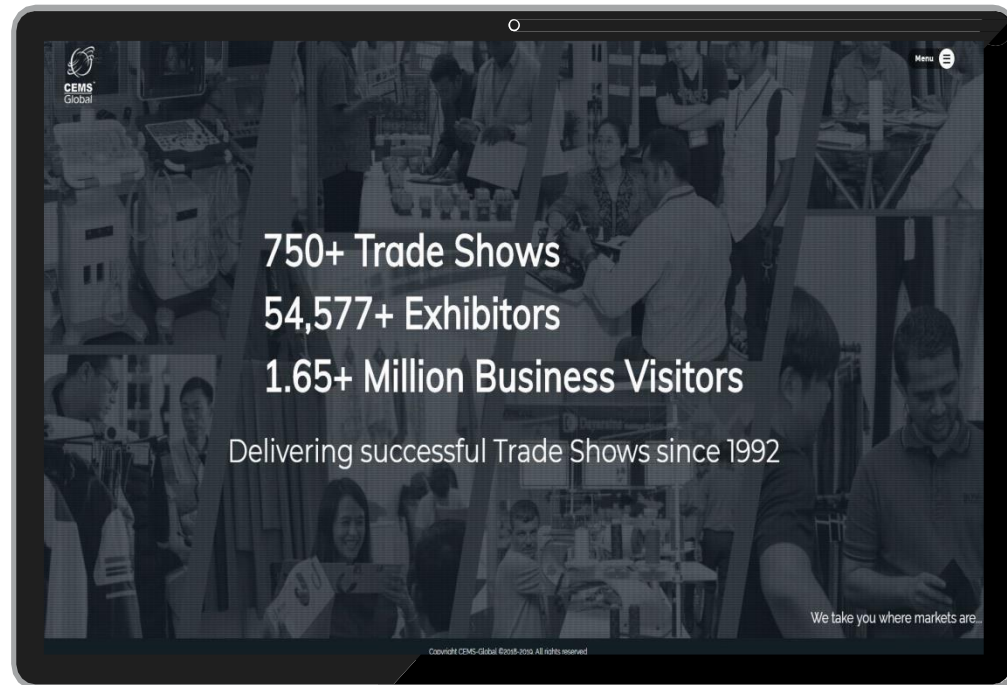 CEMS
Global
Menu
750+ Trade Shows
54,577+ Exhibitors
1.65+ Million Business Visitors
Delivering successful Trade Shows since 1992
We take you where markets are...
Copyright CEMS-Global ©2018-2019. All rights reserved